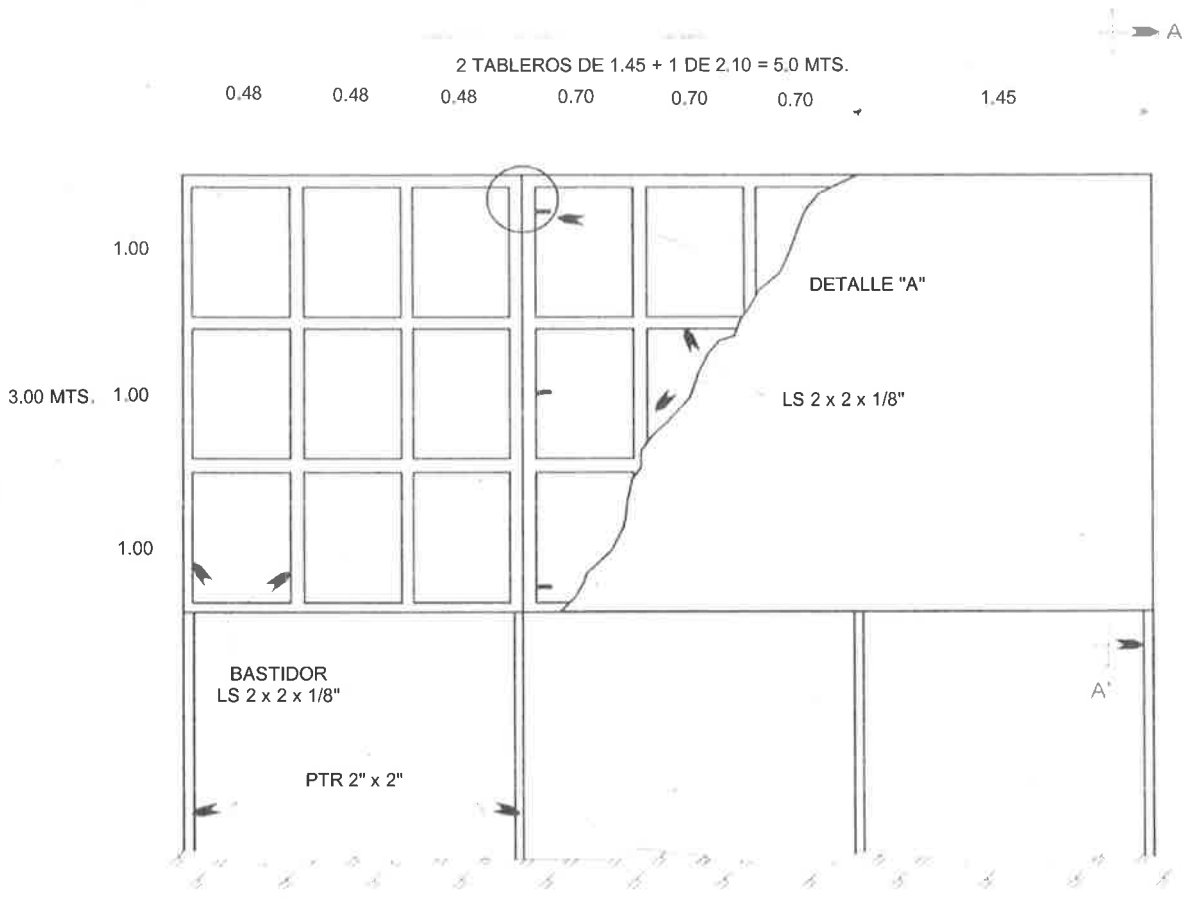 A
2 TABLEROS DE 1.45 + 1 DE 2.10 = 5.0 MTS.
0.48 0.48 0.48 0.70 0.70 0.70 1.45
1.00
DETALLE "A"
3.00 MTS. 1.00
LS 2 x 2 x 1/8"
1.00
BASTIDOR
LS 2 x 2 x 1/8"
A'
PTR 2" x 2"